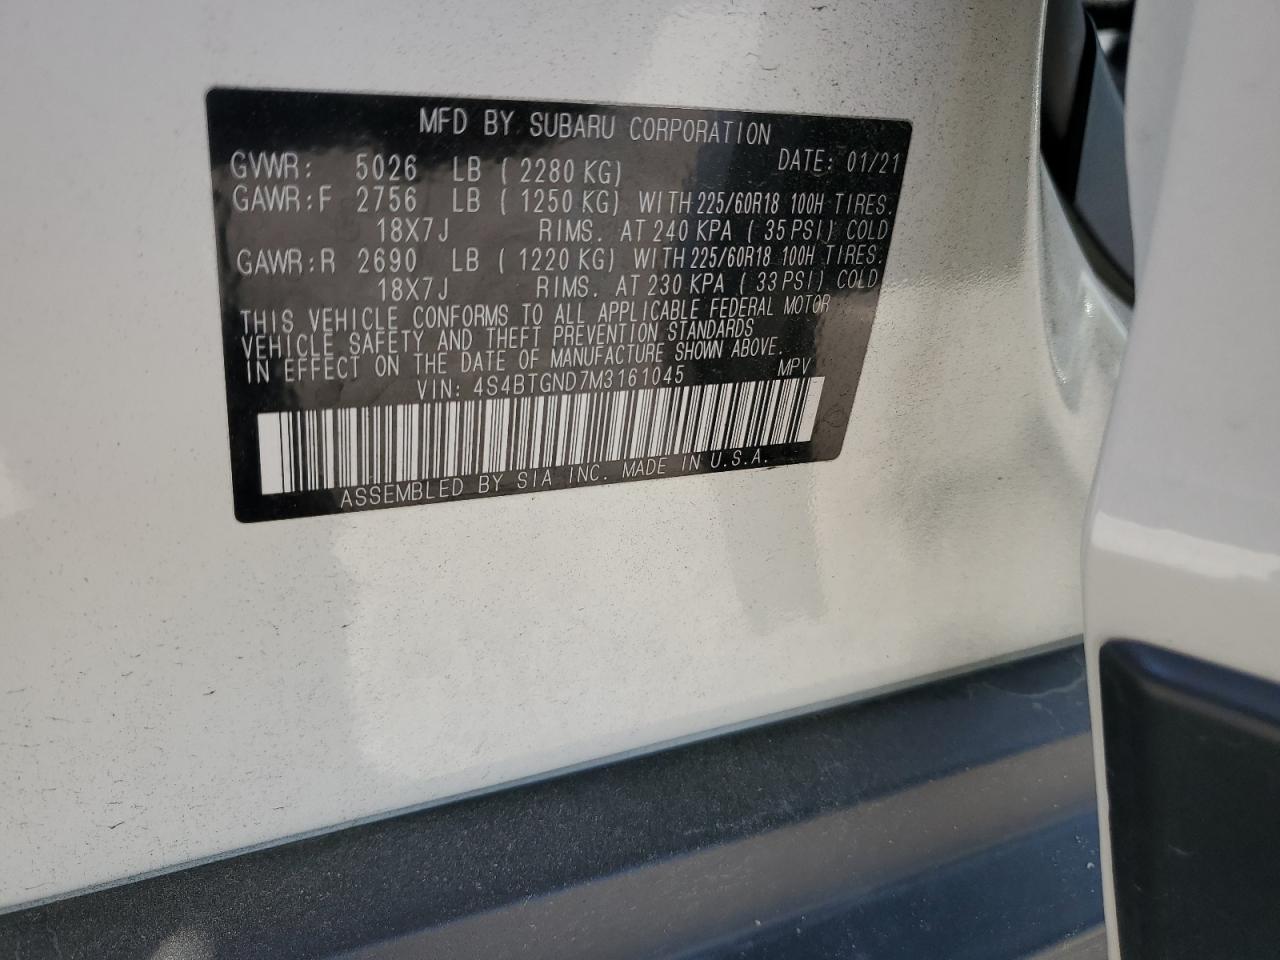 MFD BY SUBARU CORPORATION
GVWR: 5026 LB ( 2280 KG) DATE: 01/21
GAWR:F 2756 LB ( 1250 KG) WITH 225/60R18 100H TIRES.
18X7J RIMS. AT 240 KPA ( 35 PSI) COLD
GAWR:R 2690 LB ( 1220 KG) WITH 225/60R18 100H TIRES.
18X7J RIMS. AT 230 KPA ( 33 PSI) COLD
THIS VEHICLE CONFORMS TO ALL APPLICABLE FEDERAL MOTOR
VEHICLE SAFETY AND THEFT PREVENTION STANDARDS
IN EFFECT ON THE DATE OF MANUFACTURE SHOWN ABOVE.
VIN: 4S4BTGND7M3161045 MPV
ASSEMBLED BY SIA INC. MADE IN U.S.A.